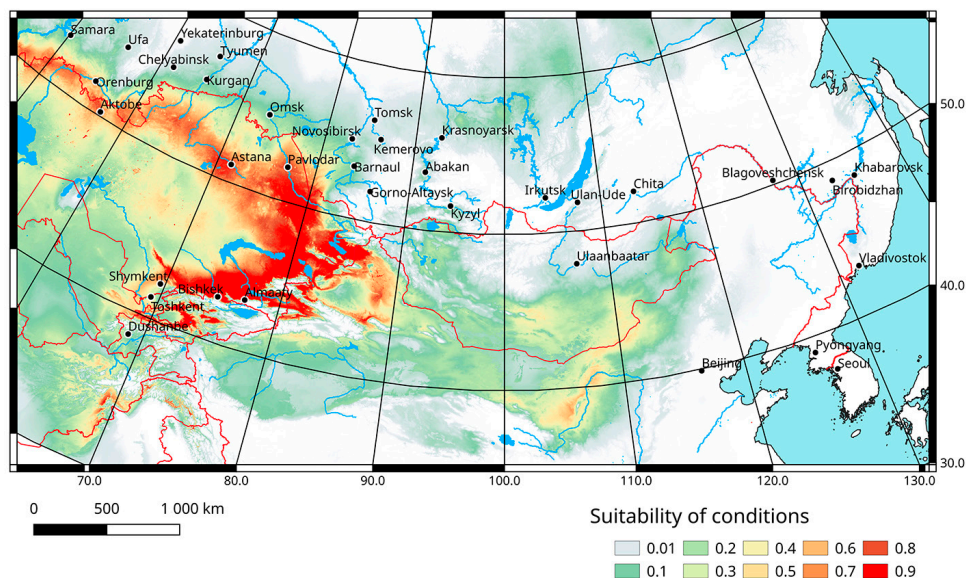 Samara
Ufa
Yekaterinburg
Chelyabinsk
Tyumen
Orenburg
Kurgan
Aktobe
Omsk
Tomsk
50.0
Novosibirsk
Krasnoyarsk
Kemerovo
Astana
Pavlodar
Barnaul
Abakan
Blagoveshchensk
Khabarovsk
Gorno-Altaysk
Irkutsk
Ulan-Ude
Chita
Birobidzhan
Kyzyl
Ulaanbaatar
Vladivostok
Shymkent
40.0
Bishkek
Almaaty
Toshkent
Dushanbe
Pyongyang
Beijing
Seoul
30.0
70.0 80.0 90.0 100.0 110.0 120.0 130.0
0 500 1 000 km
Suitability of conditions
0.01 0.2 0.4 0.6 0.8
0.1 0.3 0.5 0.7 0.9